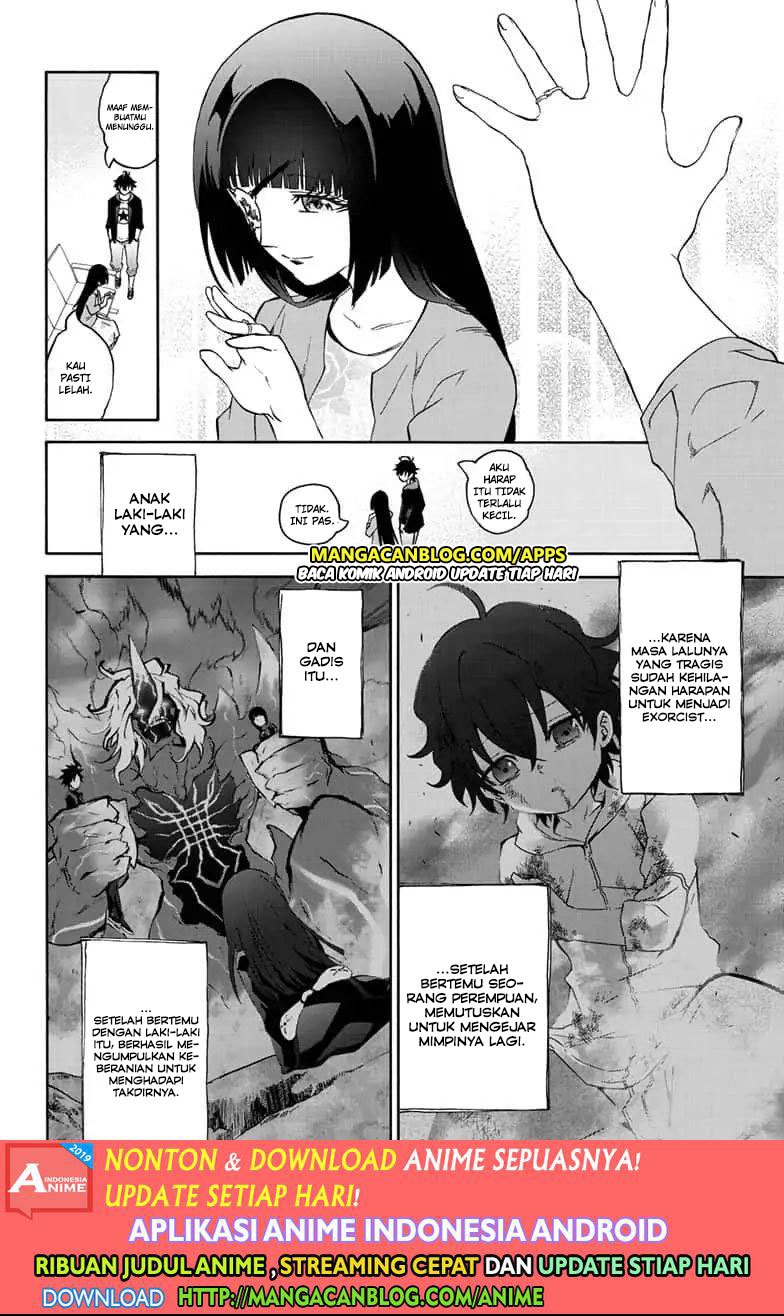 MAAF MEM-
BUATMU
MENUNGGU.
KAU
PASTI
LELAH.
AKU
HARAP
ITU TIDAK
TERLALU
KECIL.
TIDAK.
INI PAS.
ANAK
LAKI-LAKI
YANG...
MANGACANBLOG.COM/APPS
BACA KOMIK ANDROID UPDATE TIAP HARI
...KARENA
MASA LALUNYA
YANG TRAGIS
SUDAH KEHILA-
NGAN HARAPAN
UNTUK MENJADI
EXORCIST...
...SETELAH
BERTEMU SEO-
RANG PEREMPUAN,
MEMUTUSKAN
UNTUK MENGEJAR
MIMPINYA LAGI.
DAN
GADIS
ITU...
...
SETELAH BERTEMU
DENGAN LAKI-LAKI
ITU, BERHASIL ME-
NGUMPULKAN KE-
BERANIAN UNTUK
MENGHADAPI
TAKDIRNYA.
2019
INDONESIA
ANIME
NONTON & DOWNLOAD ANIME SEPUASNYA!
UPDATE SETIAP HARI!
APLIKASI ANIME INDONESIA ANDROID
RIBUAN JUDUL ANIME , STREAMING CEPAT DAN UPDATE STIAP HARI
DOWNLOAD HTTP://MANGACANBLOG.COM/ANIME